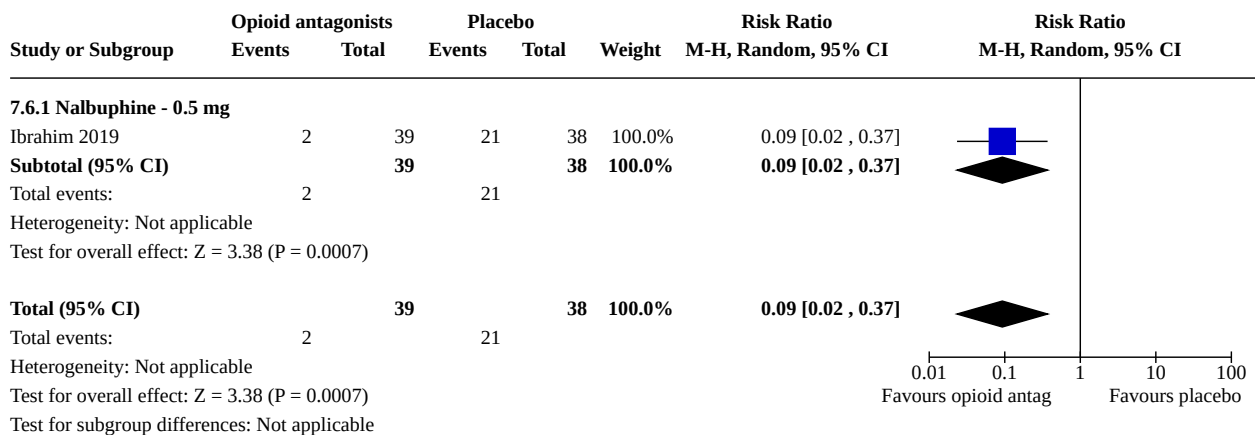 Opioid antagonists Placebo Risk Ratio Risk Ratio
Study or Subgroup Events Total Events Total Weight M-H, Random, 95% CI M-H, Random, 95% CI
7.6.1 Nalbuphine - 0.5 mg
Ibrahim 2019 2 39 21 38 100.0% 0.09 [0.02 , 0.37]
Subtotal (95% CI) 39 38 100.0% 0.09 [0.02 , 0.37]
Total events: 2 21
Heterogeneity: Not applicable
Test for overall effect: Z = 3.38 (P = 0.0007)
Total (95% CI) 39 38 100.0% 0.09 [0.02 , 0.37]
Total events: 2 21
Heterogeneity: Not applicable 0.01 0.1 1 10 100
Test for overall effect: Z = 3.38 (P = 0.0007) Favours opioid antag Favours placebo
Test for subgroup differences: Not applicable